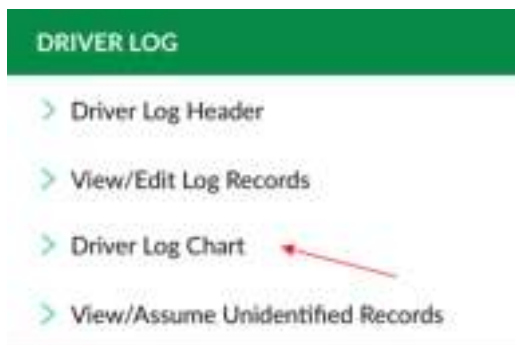 DRIVER LOG
Driver Log Header
View/Edit Log Records
Driver Log Chart
View/Assume Unidentified Records